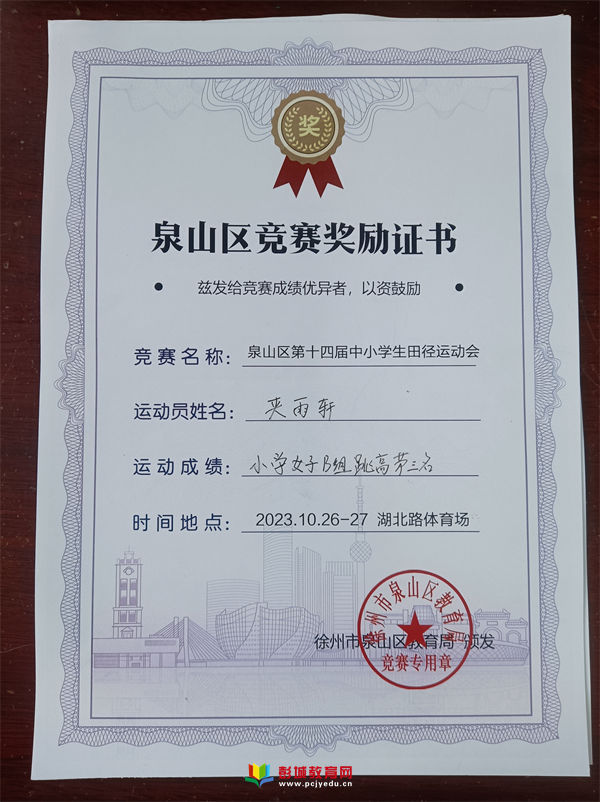 奖
泉山区竞赛奖励证书
兹发给竞赛成绩优异者，以资鼓励
竞赛名称： 泉山区第十四届中小学生田径运动会
运动员姓名： 夹雨轩
运动成绩： 小学女子B组跳高第三名
时间地点： 2023.10.26-27 湖北路体育场
徐州市泉山区教育局 颁发
徐州市泉山区教育局
竞赛专用章
彭城教育网
www.pcjyedu.cn